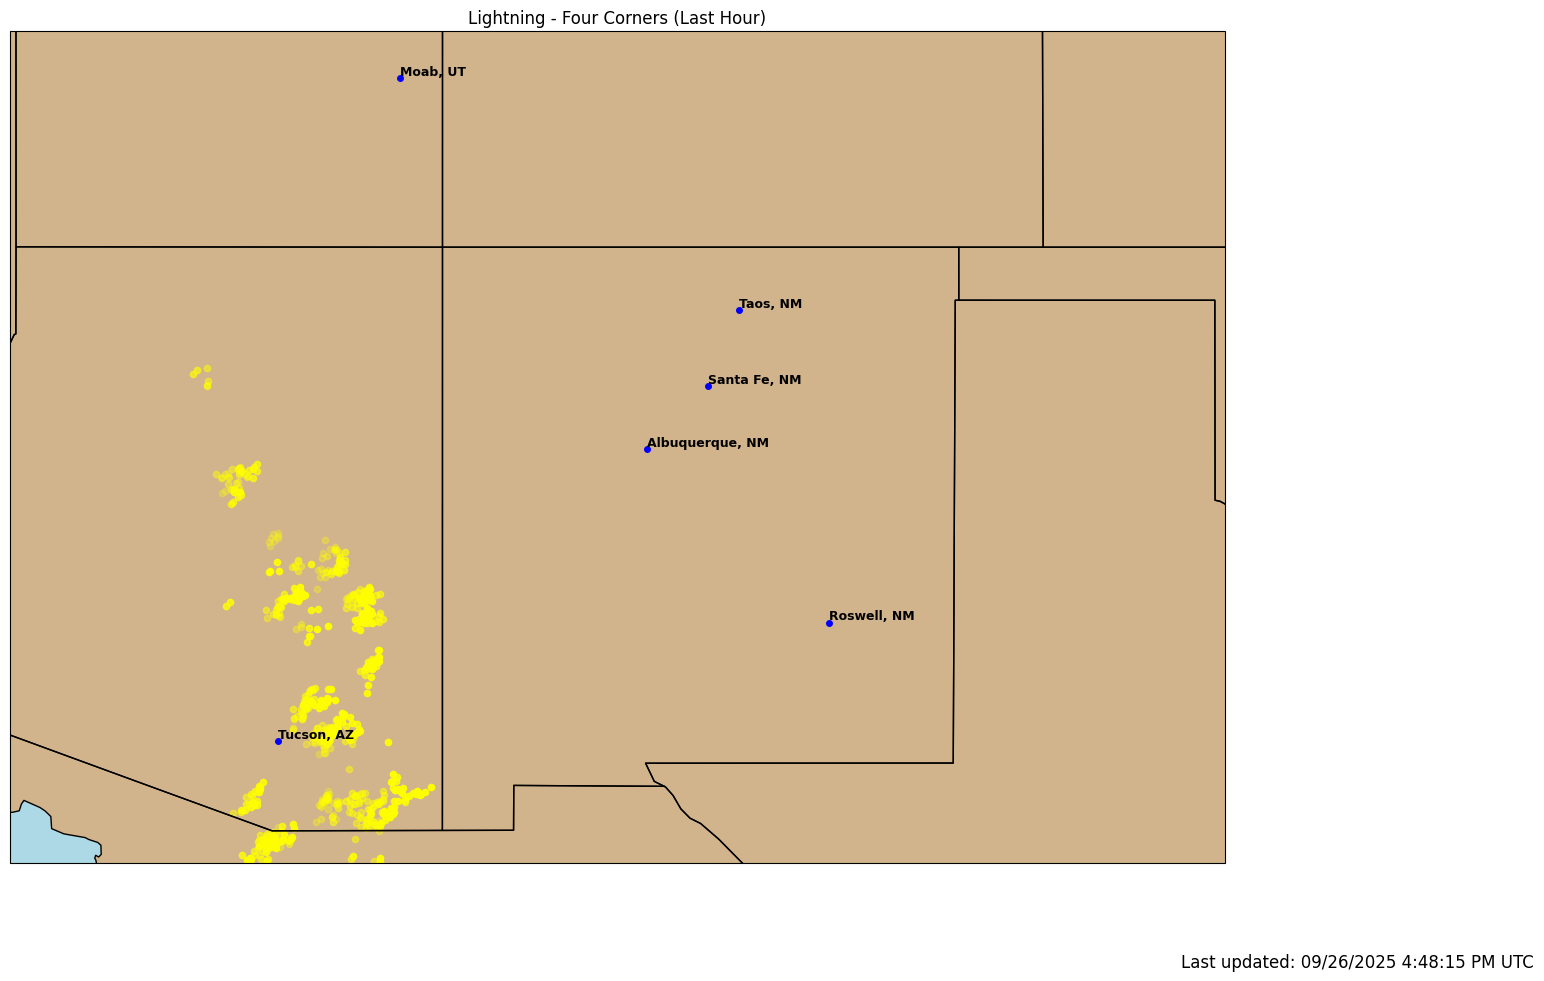 Lightning - Four Corners (Last Hour)
Moab, UT
Taos, NM
Santa Fe, NM
Albuquerque, NM
Roswell, NM
Tucson, AZ
Last updated: 09/26/2025 4:48:15 PM UTC